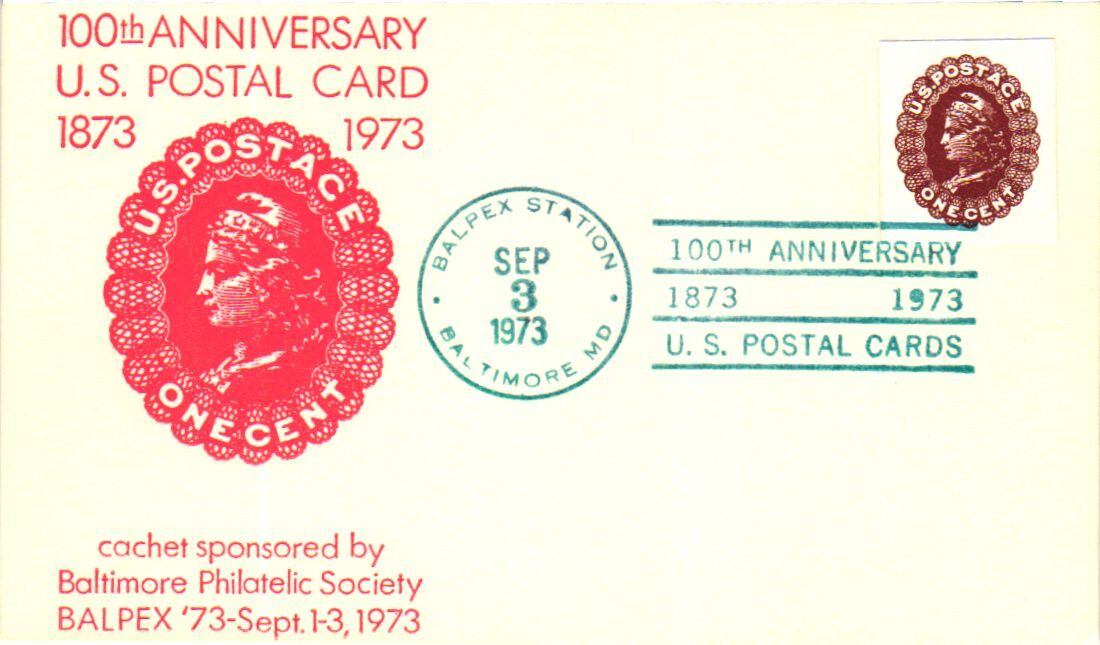 100th ANNIVERSARY
U.S. POSTAL CARD
1873 1973
U.S. POSTAGE
ONE CENT
cachet sponsored by
Baltimore Philatelic Society
BALPEX '73-Sept. 1-3, 1973
BALPEX STATION
SEP
3
1973
BALTIMORE MD
U.S. POSTAGE
ONE CENT
100TH ANNIVERSARY
1873 1973
U. S. POSTAL CARDS